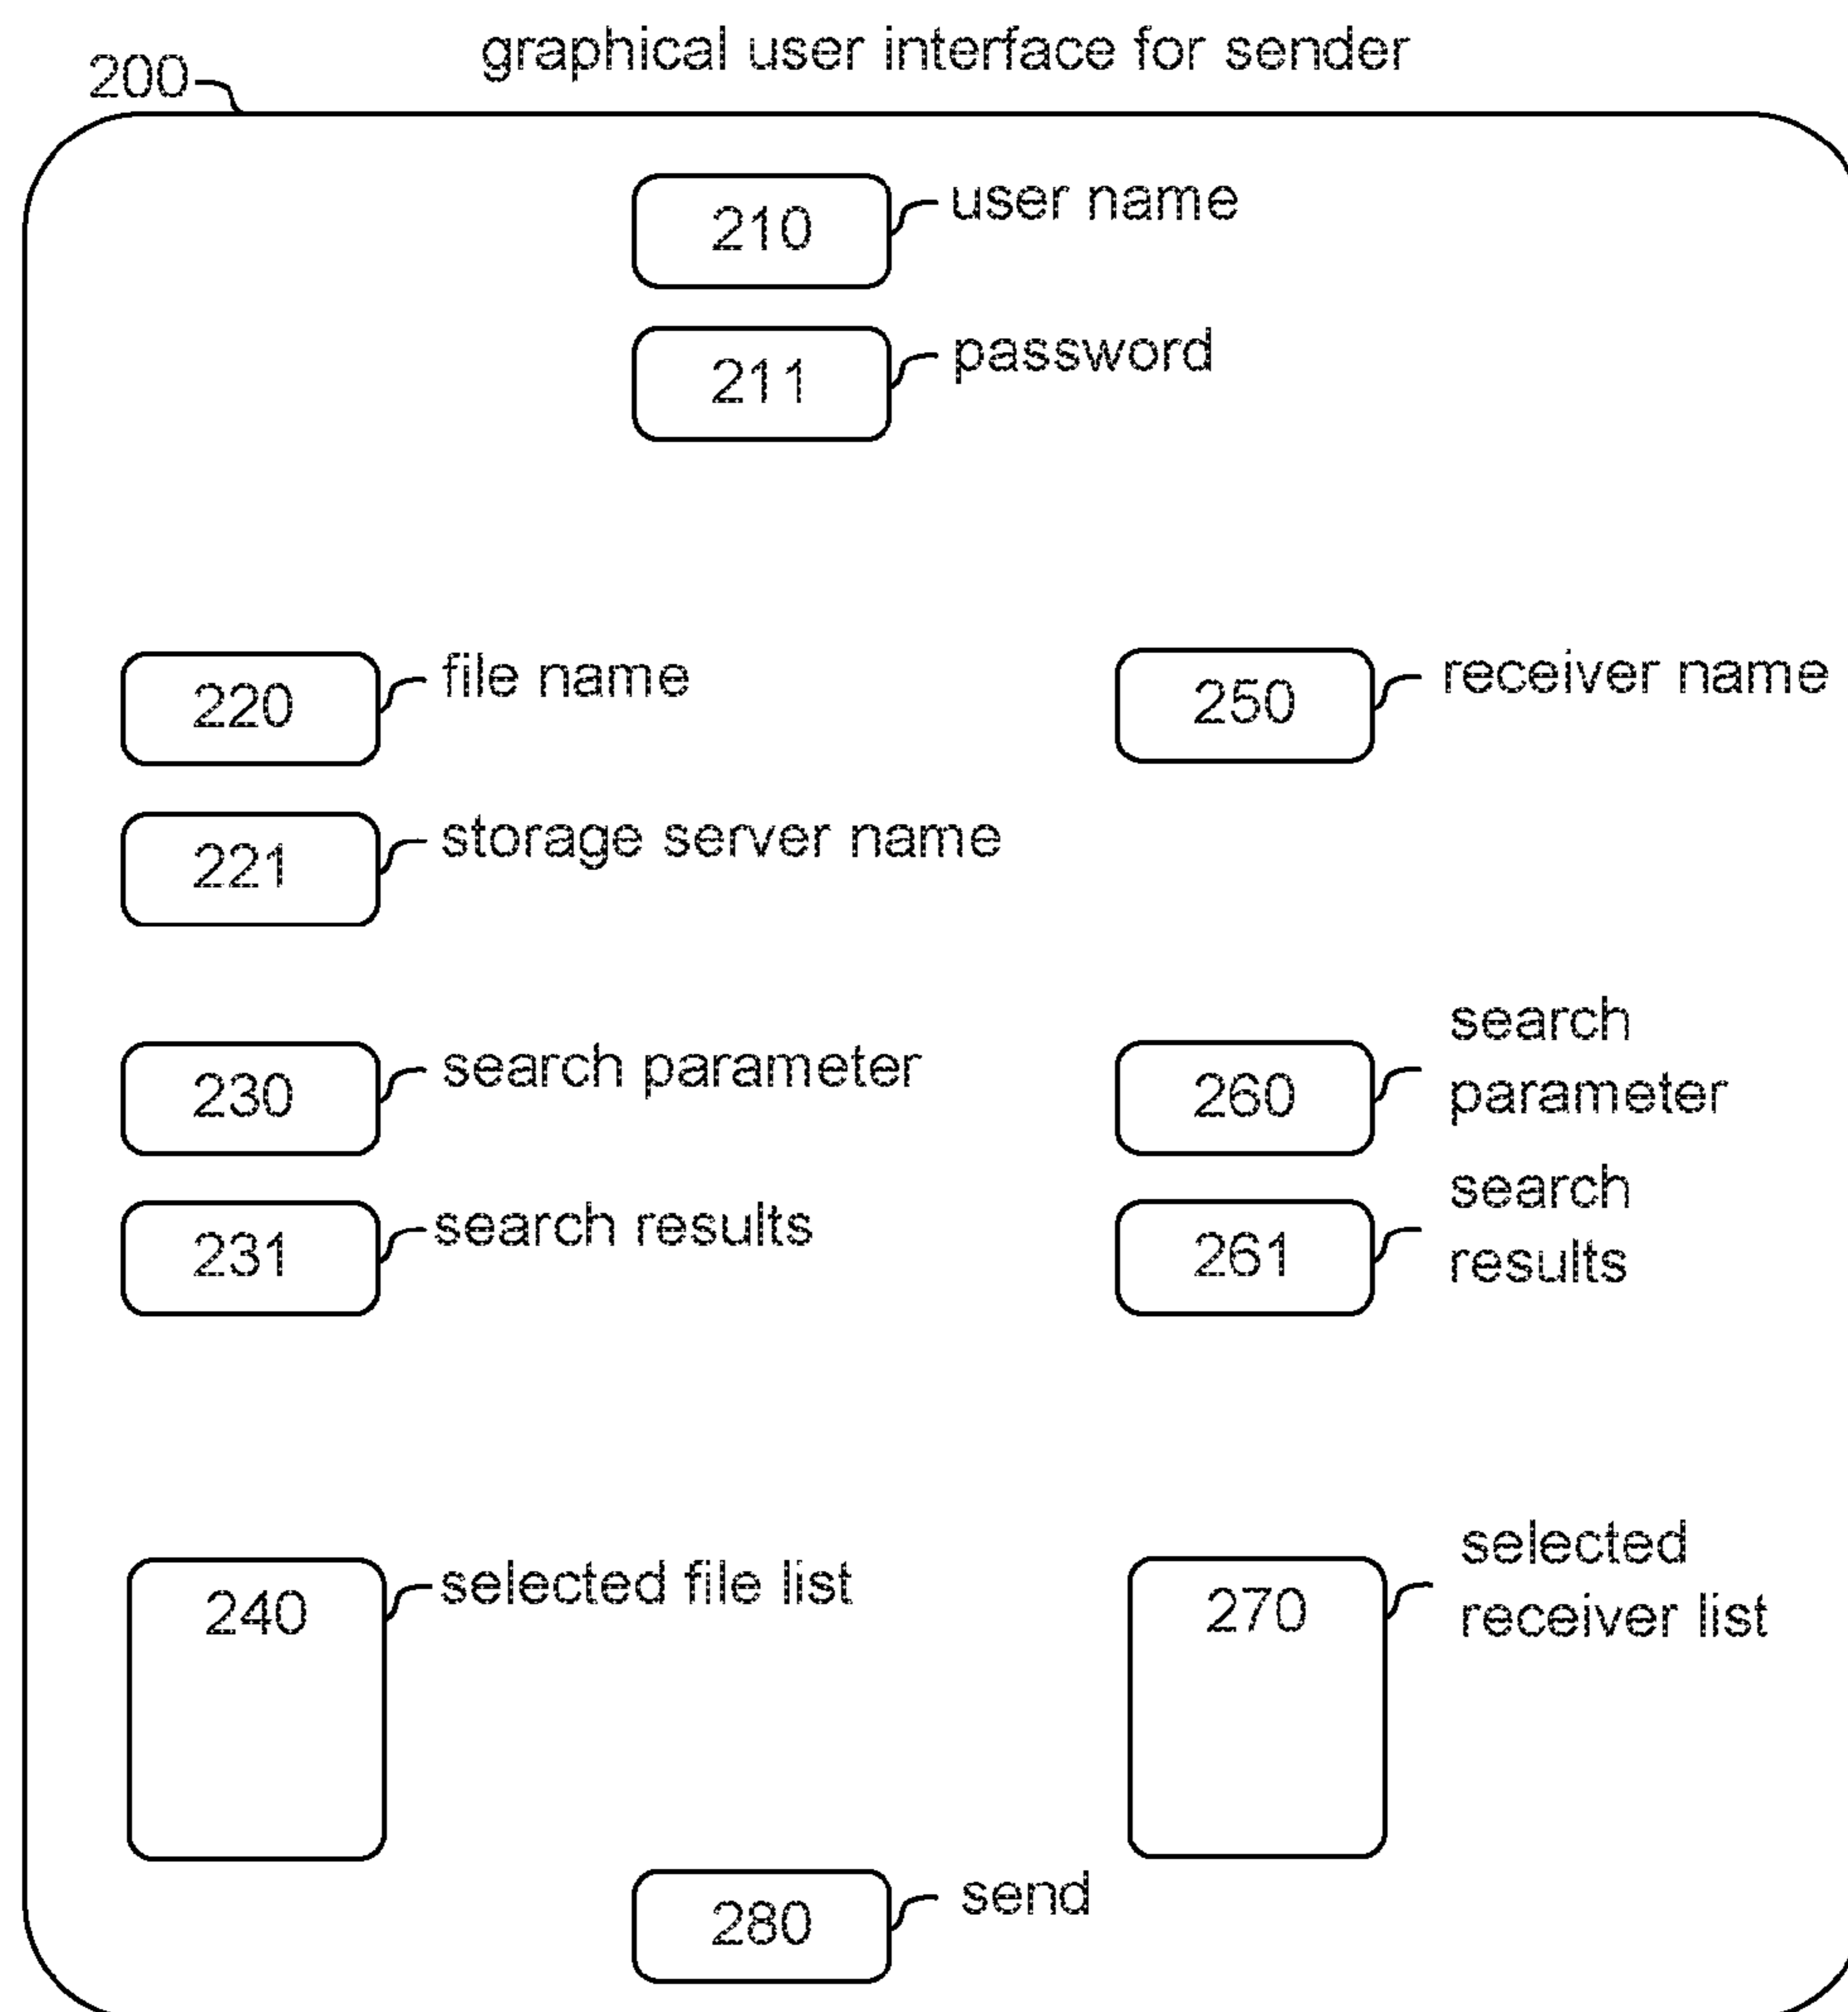 graphical user interface for sender
200
210 user name
211 password
220 file name
250 receiver name
221 storage server name
230 search parameter
260 search
parameter
231 search results
261 search
results
240 selected file list
270 selected
receiver list
280 send